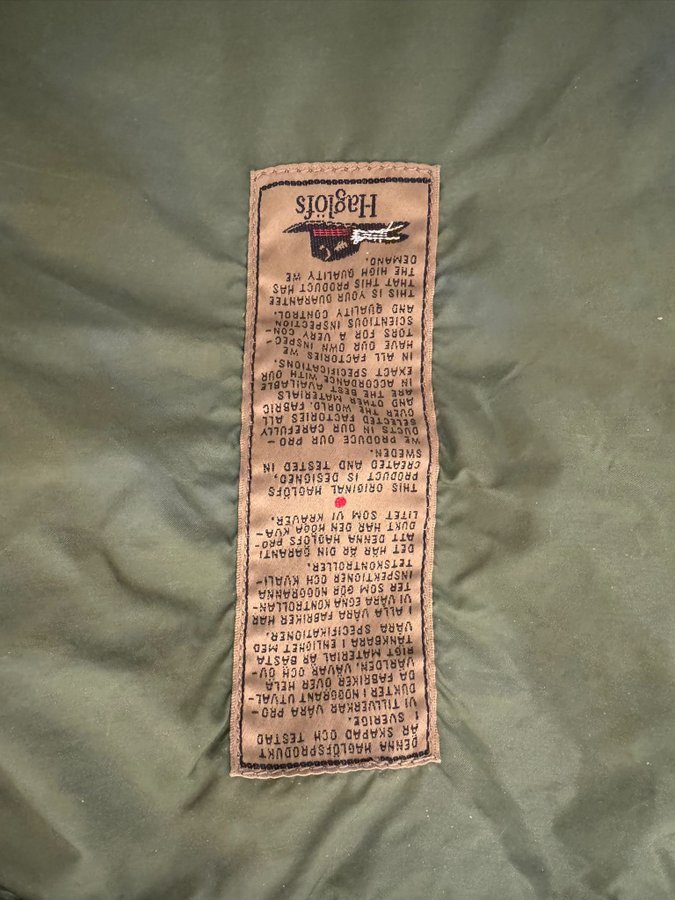 DENNA HAGLÖFSPRODUKT
ÄR SKAPAD OCH TESTAD
I SVERIGE.
VI TILLVERKAR VÅRA PRO-
DUKTER I NOGGRANT UTVAL-
DA FABRIKER ÖVER HELA
VÄRLDEN. VÄVAR OCH ÖV-
RIGT MATERIAL ÄR BÄSTA
TÄNKBARA I ENLIGHET MED
VÅRA SPECIFIKATIONER.
I ALLA VÅRA FABRIKER HAR
VI VÅRA EGNA KONTROLLAN-
TER SOM GÖR NOGGRANNA
INSPEKTIONER OCH KVALI-
TETSKONTROLLER.
DET HÄR ÄR DIN GARANTI
ATT DENNA HAGLÖFS PRO-
DUKT HAR DEN HÖGA KVA-
LITET SOM VI KRÄVER.
THIS ORIGINAL HAGLÖFS
PRODUCT IS DESIGNED,
CREATED AND TESTED IN
SWEDEN.
WE PRODUCE OUR PRO-
DUCTS IN OUR CAREFULLY
SELECTED FACTORIES ALL
OVER THE WORLD. FABRIC
AND OTHER MATERIALS
ARE THE BEST AVAILABLE
IN ACCORDANCE WITH OUR
EXACT SPECIFICATIONS.
IN ALL FACTORIES WE
HAVE OUR OWN INSPEC-
TORS FOR A VERY CON-
SCIENTIOUS INSPECTION
AND QUALITY CONTROL.
THIS IS YOUR GUARANTEE
THAT THIS PRODUCT HAS
THE HIGH QUALITY WE
DEMAND.
Haglöfs